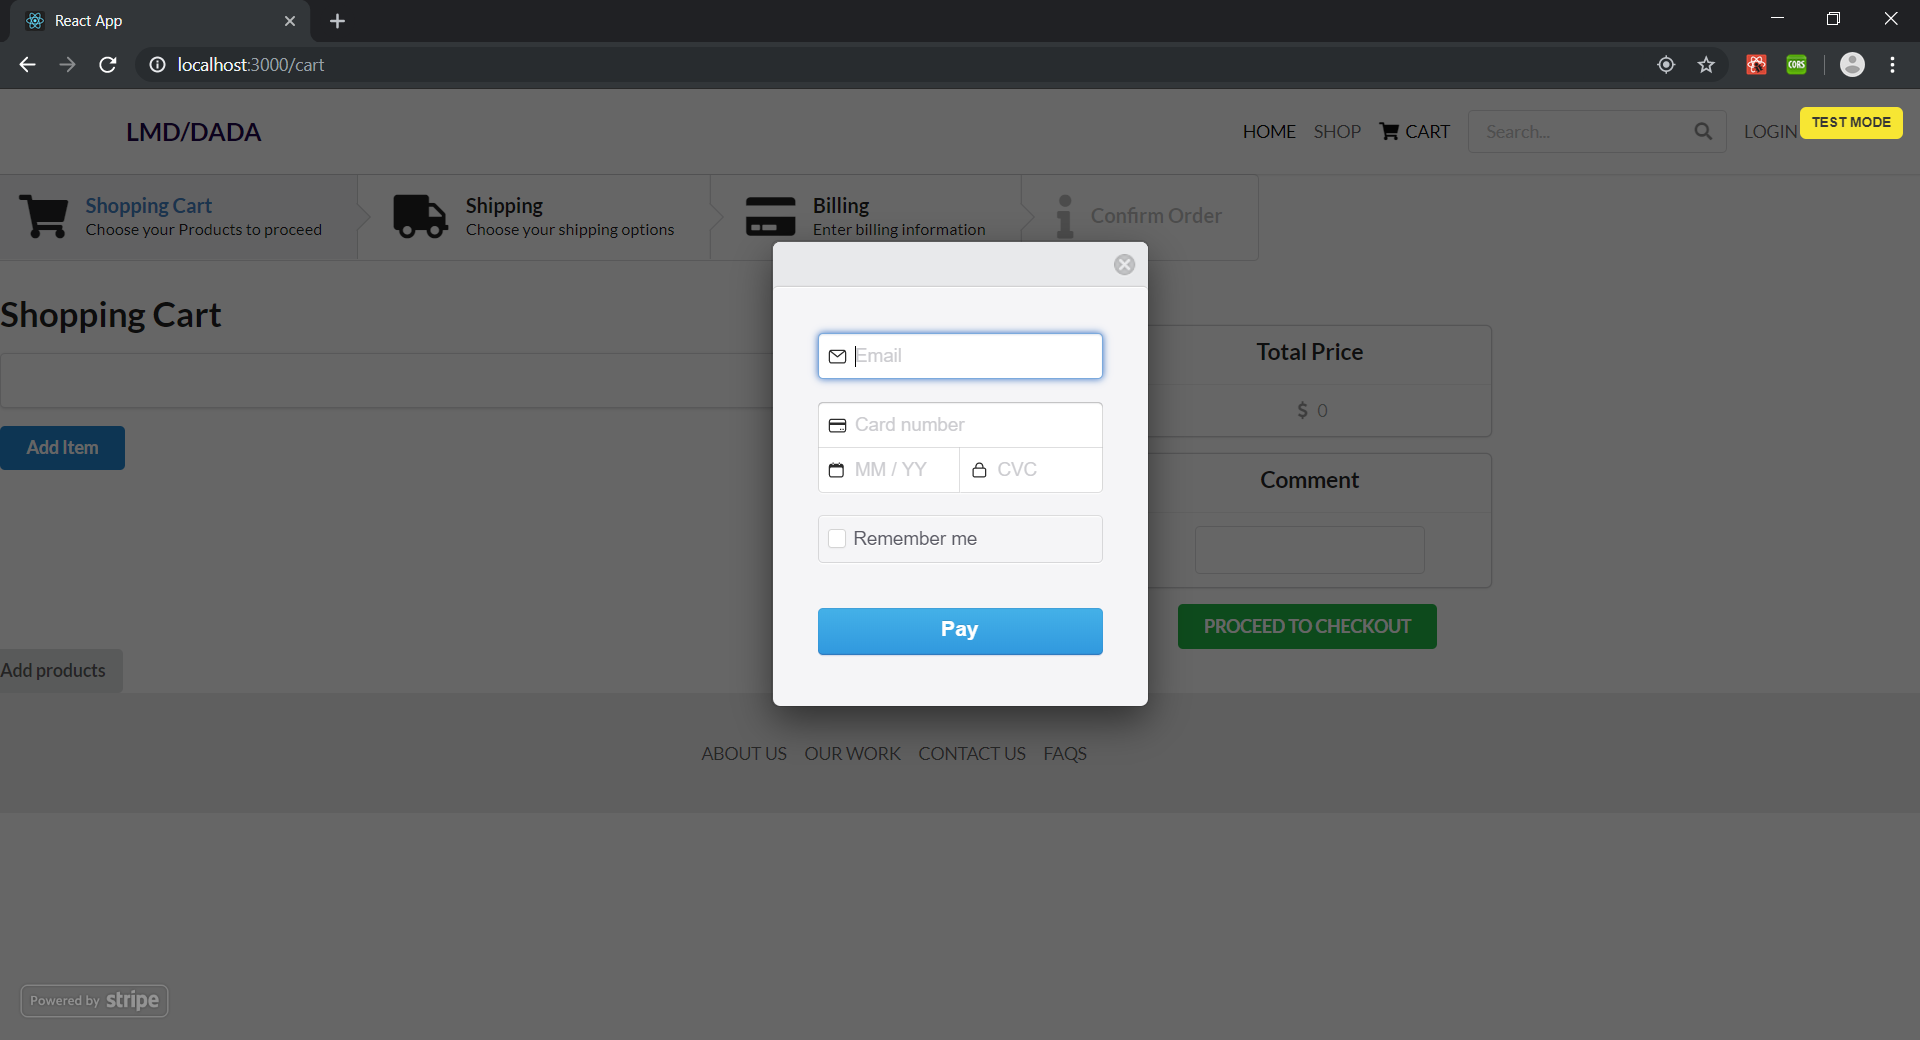 React App
localhost:3000/cart
CORS
LMD/DADA
HOME SHOP CART Search... LOGIN TEST MODE
Shopping Cart
Choose your Products to proceed
Shipping
Choose your shipping options
Billing
Enter billing information
Confirm Order
Shopping Cart
Add Item
Add products
Email
Card number
MM / YY
CVC
Remember me
Pay
Total Price
$ 0
Comment
PROCEED TO CHECKOUT
ABOUT US OUR WORK CONTACT US FAQS
Powered by stripe